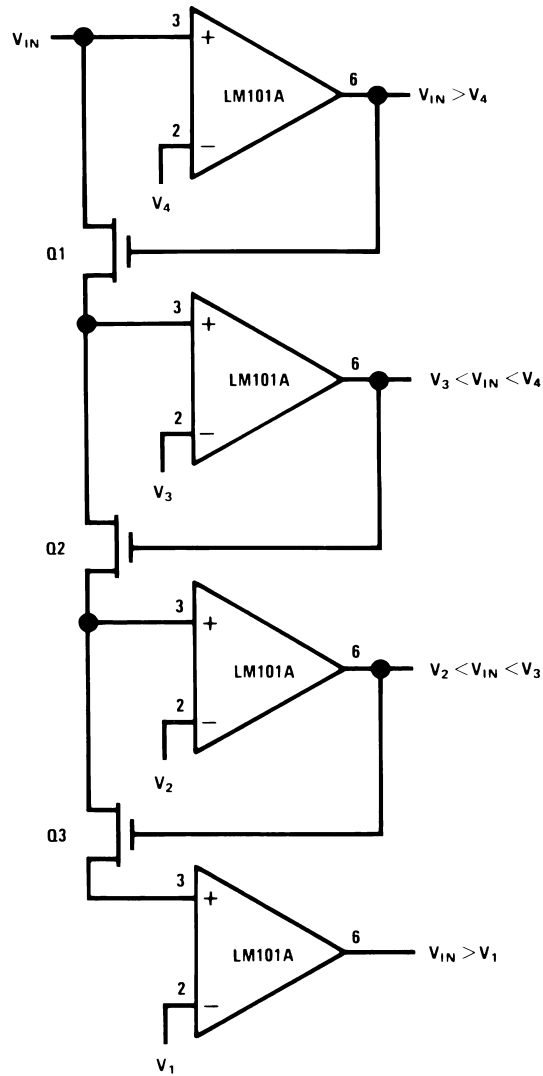 3
V_IN
+
LM101A
6
V_IN > V_4
2
−
V_4
Q1
3
+
LM101A
6
V_3 < V_IN < V_4
2
−
V_3
Q2
3
+
LM101A
6
V_2 < V_IN < V_3
2
−
V_2
Q3
3
+
LM101A
6
V_IN > V_1
2
−
V_1